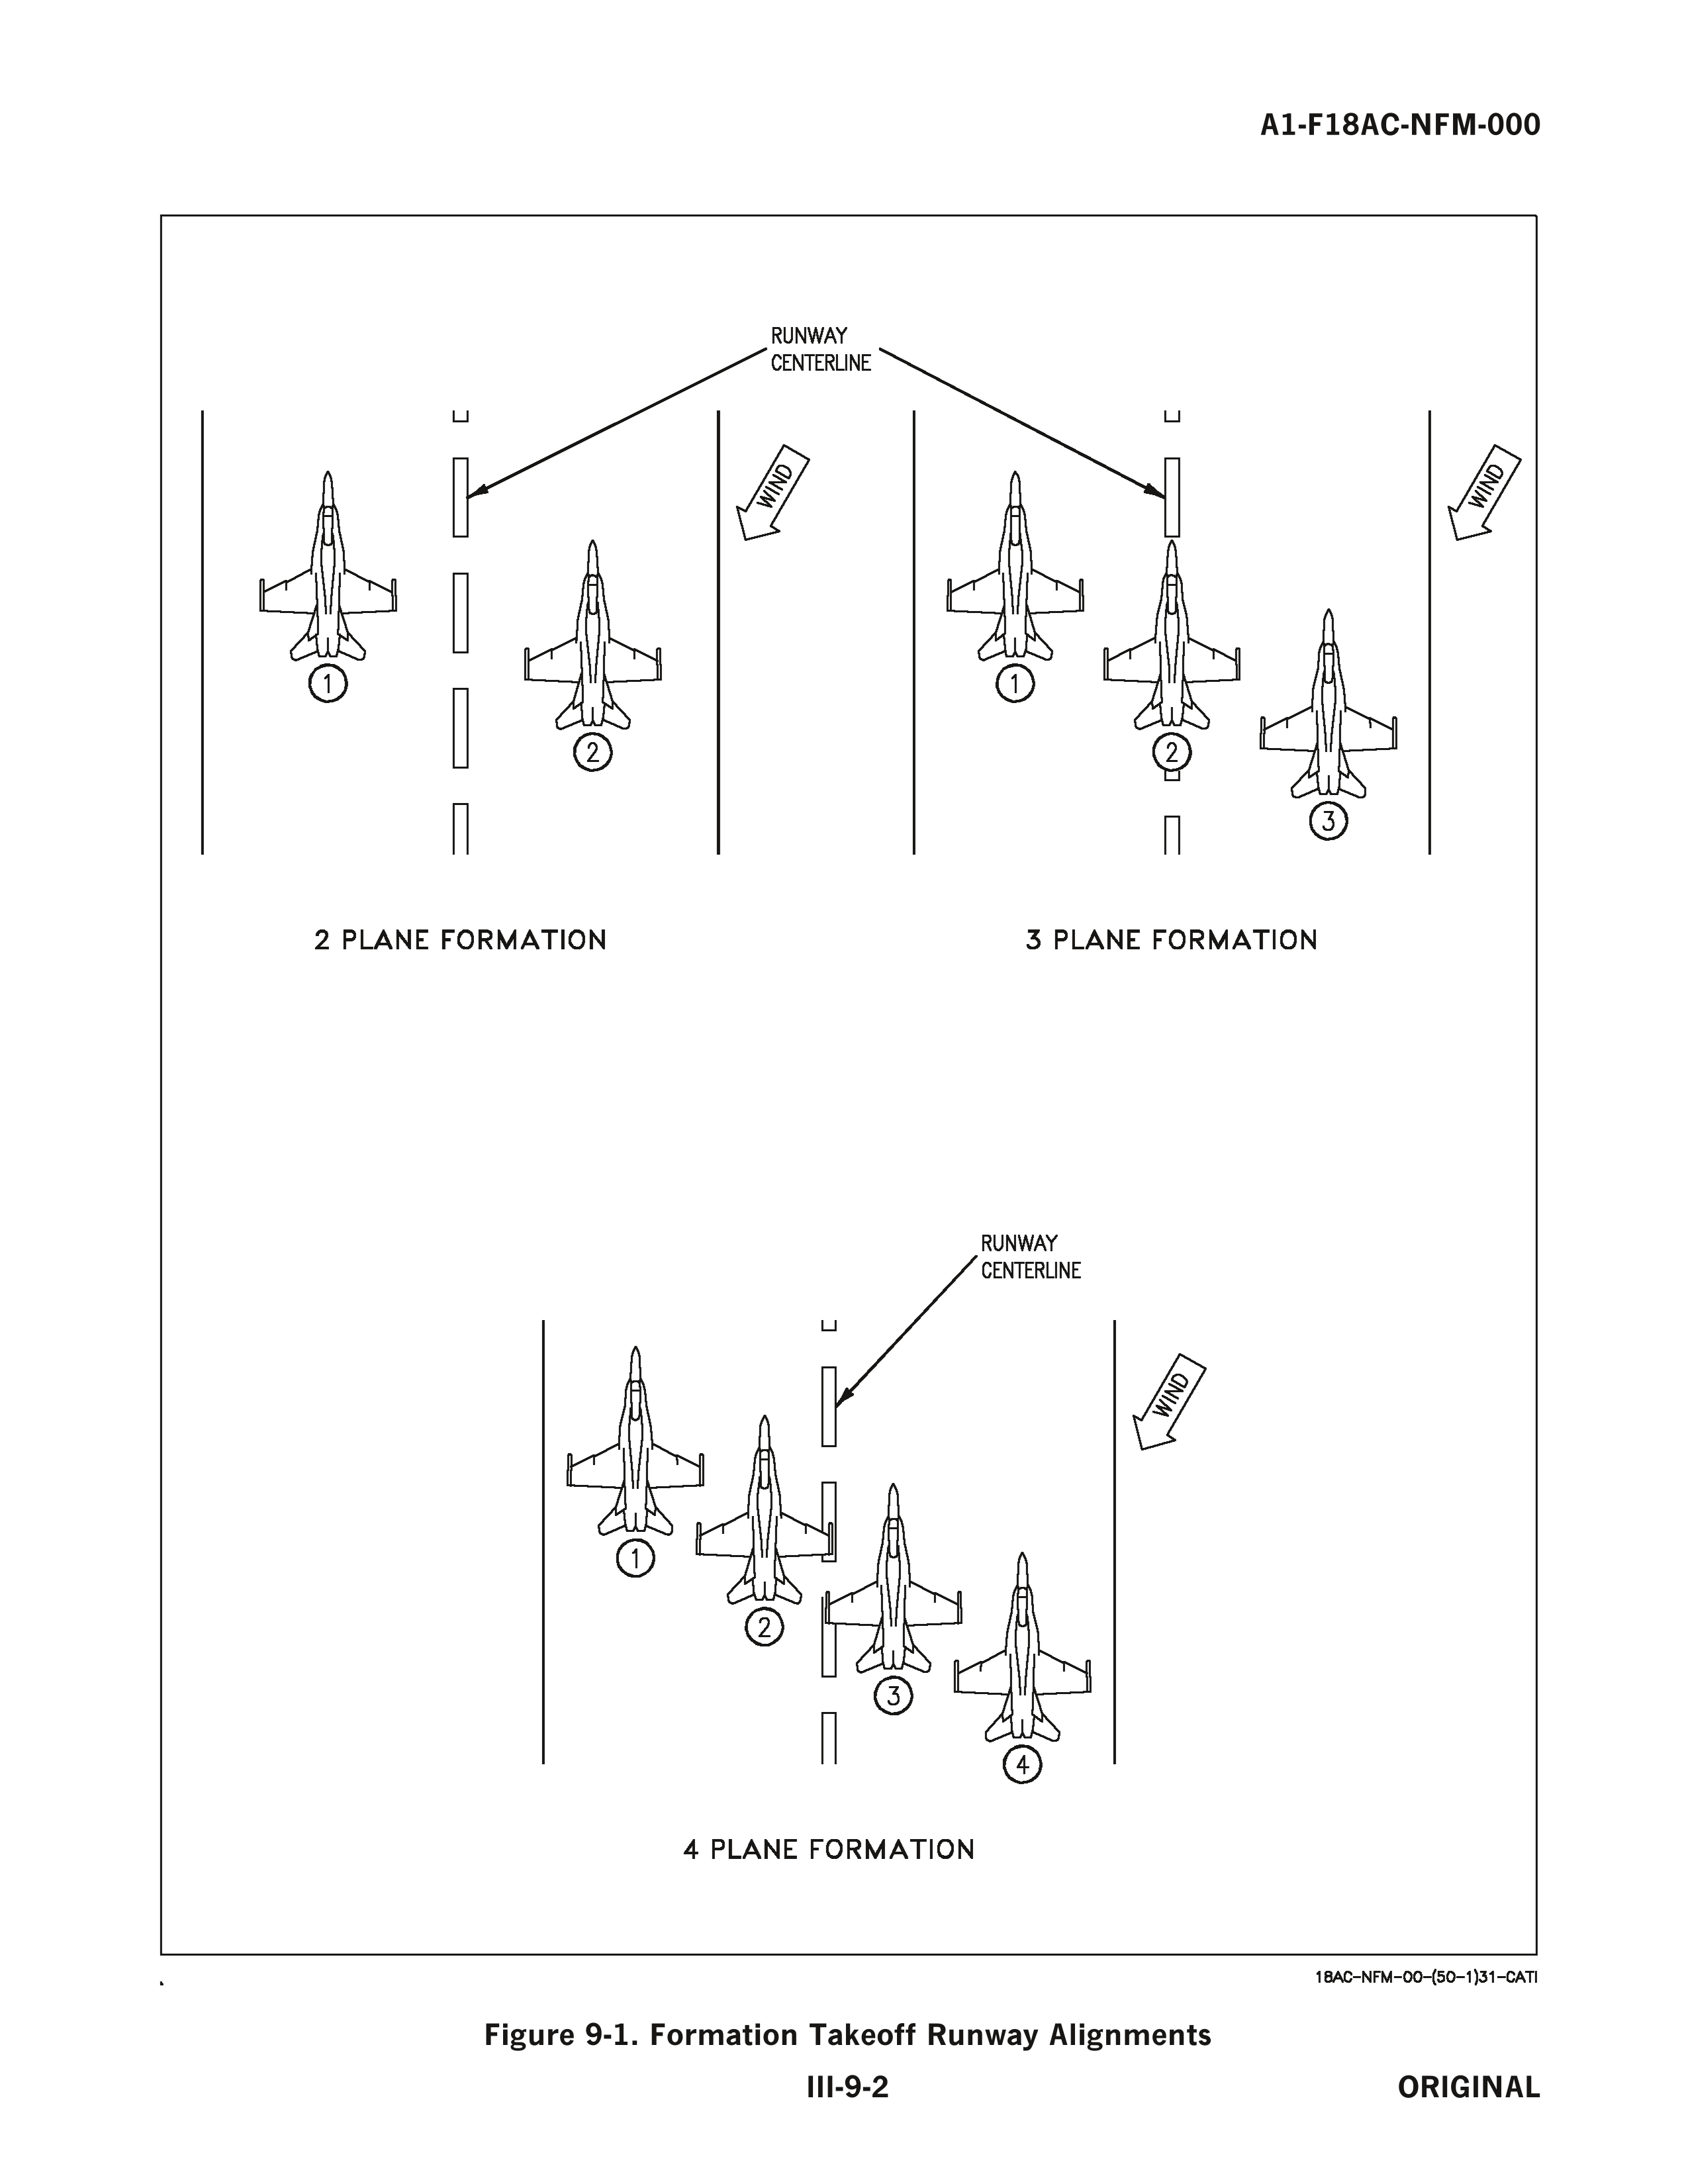 A1-F18AC-NFM-000
RUNWAY
CENTERLINE
WIND
WIND
1
2
1
2
3
2 PLANE FORMATION
3 PLANE FORMATION
RUNWAY
CENTERLINE
WIND
1
2
3
4
4 PLANE FORMATION
18AC-NFM-00-(50-1)31-CATI
Figure 9-1. Formation Takeoff Runway Alignments
III-9-2
ORIGINAL